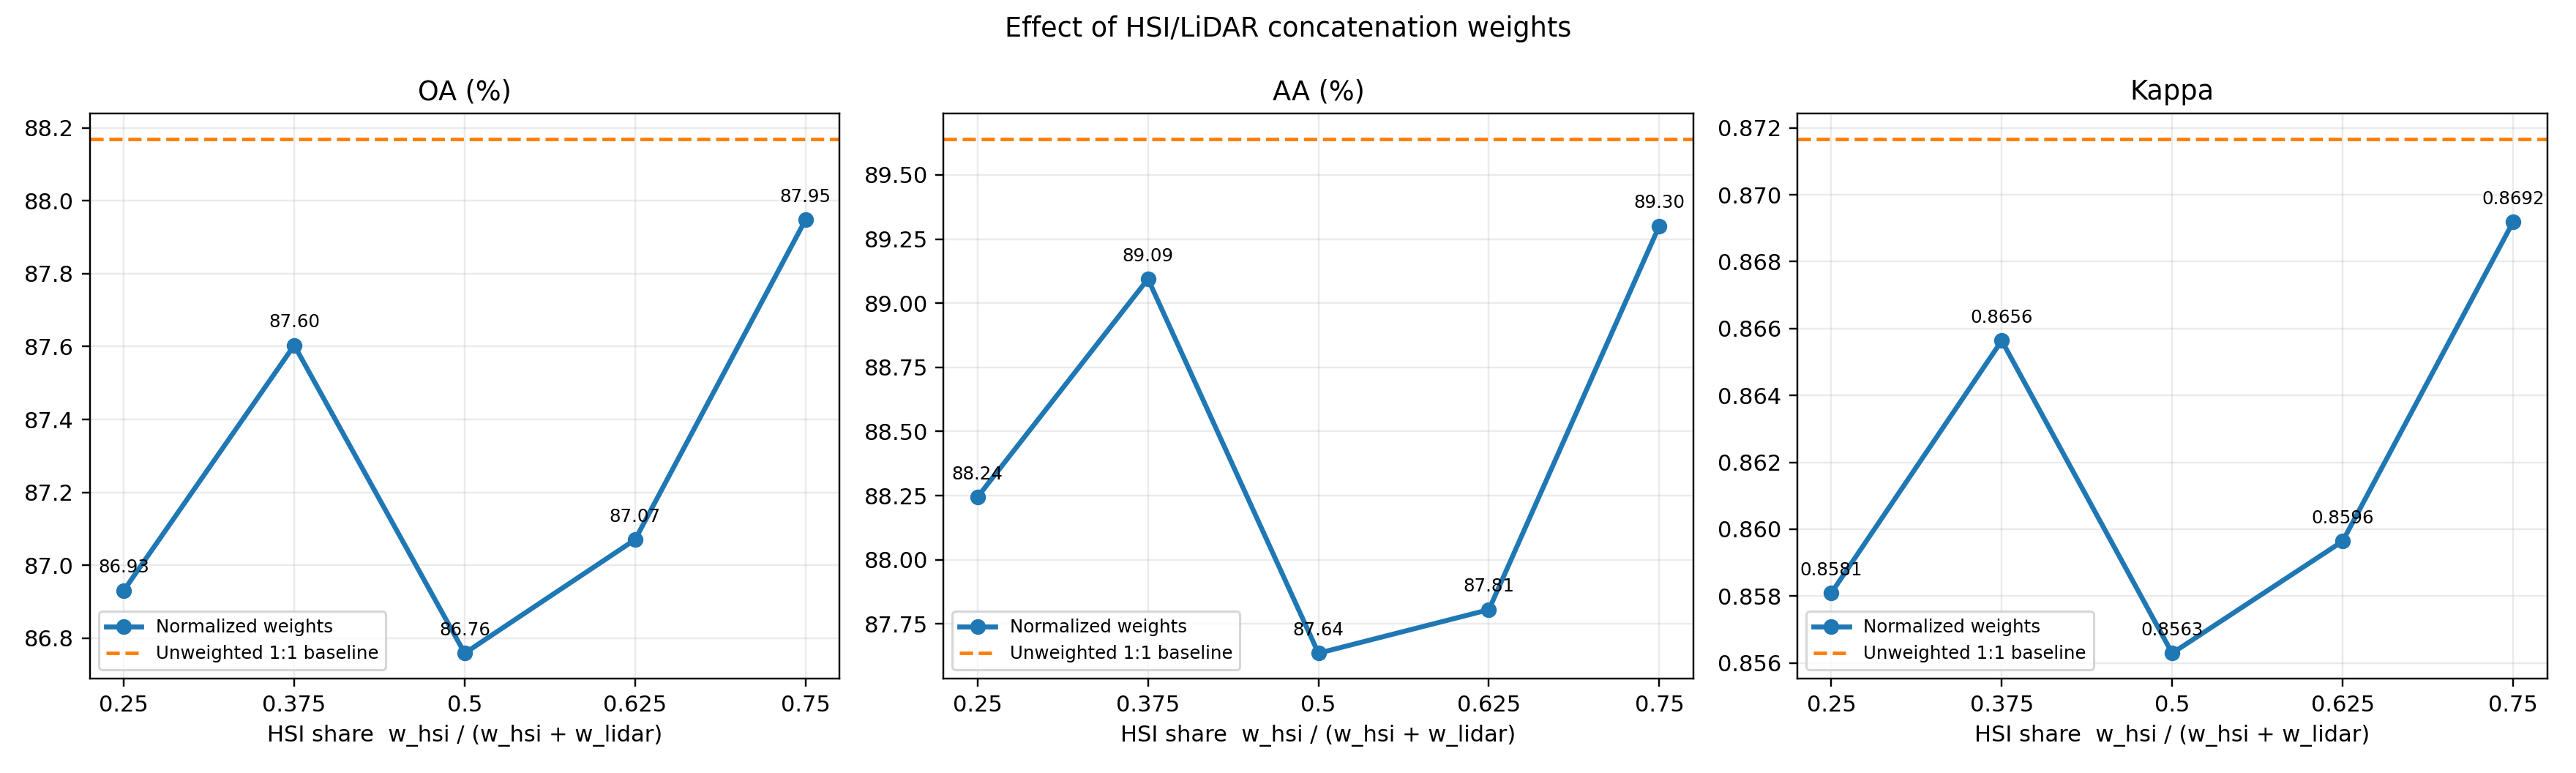 Effect of HSI/LiDAR concatenation weights
OA (%)
88.2
88.0
87.8
87.6
87.4
87.2
87.0
86.8
86.93
87.60
86.76
87.07
87.95
Normalized weights
Unweighted 1:1 baseline
0.25 0.375 0.5 0.625 0.75
HSI share w_hsi / (w_hsi + w_lidar)
AA (%)
89.50
89.25
89.00
88.75
88.50
88.25
88.00
87.75
88.24
89.09
87.64
87.81
89.30
Normalized weights
Unweighted 1:1 baseline
0.25 0.375 0.5 0.625 0.75
HSI share w_hsi / (w_hsi + w_lidar)
Kappa
0.872
0.870
0.868
0.866
0.864
0.862
0.860
0.858
0.856
0.8581
0.8656
0.8563
0.8596
0.8692
Normalized weights
Unweighted 1:1 baseline
0.25 0.375 0.5 0.625 0.75
HSI share w_hsi / (w_hsi + w_lidar)